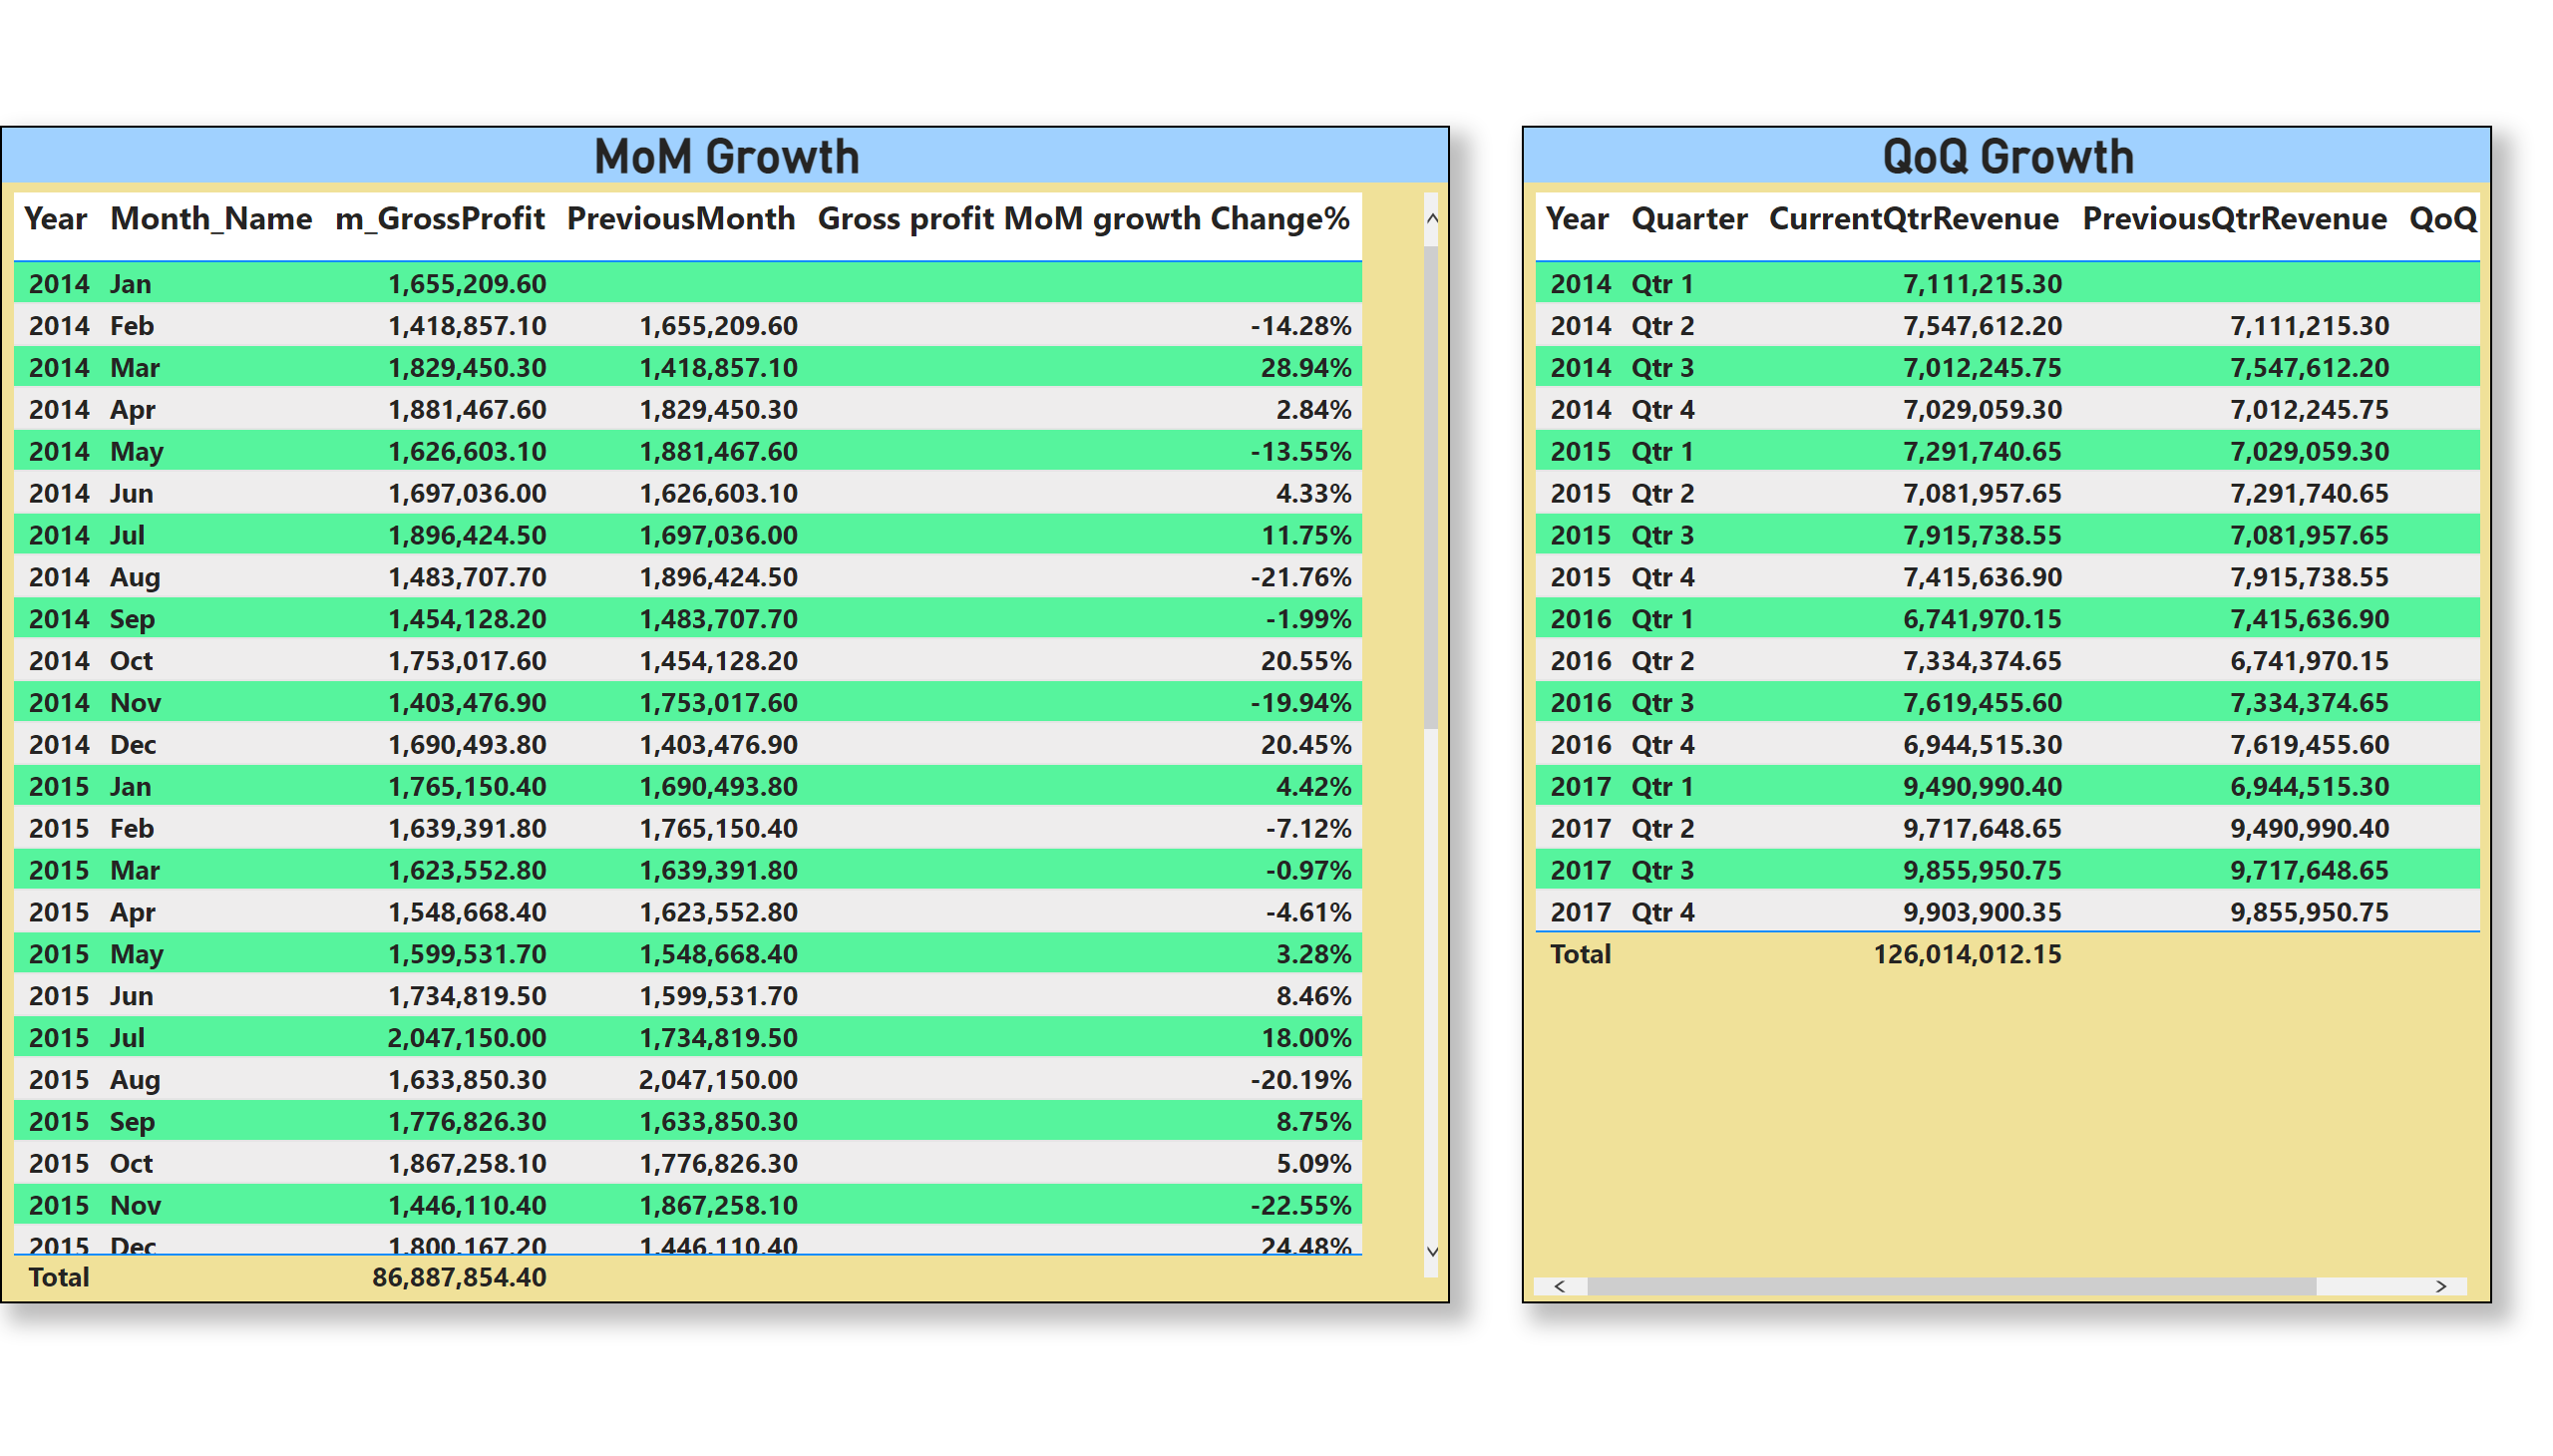 MoM Growth
Year Month_Name m_GrossProfit PreviousMonth Gross profit MoM growth Change%
2014 Jan 1,655,209.60
2014 Feb 1,418,857.10 1,655,209.60 -14.28%
2014 Mar 1,829,450.30 1,418,857.10 28.94%
2014 Apr 1,881,467.60 1,829,450.30 2.84%
2014 May 1,626,603.10 1,881,467.60 -13.55%
2014 Jun 1,697,036.00 1,626,603.10 4.33%
2014 Jul 1,896,424.50 1,697,036.00 11.75%
2014 Aug 1,483,707.70 1,896,424.50 -21.76%
2014 Sep 1,454,128.20 1,483,707.70 -1.99%
2014 Oct 1,753,017.60 1,454,128.20 20.55%
2014 Nov 1,403,476.90 1,753,017.60 -19.94%
2014 Dec 1,690,493.80 1,403,476.90 20.45%
2015 Jan 1,765,150.40 1,690,493.80 4.42%
2015 Feb 1,639,391.80 1,765,150.40 -7.12%
2015 Mar 1,623,552.80 1,639,391.80 -0.97%
2015 Apr 1,548,668.40 1,623,552.80 -4.61%
2015 May 1,599,531.70 1,548,668.40 3.28%
2015 Jun 1,734,819.50 1,599,531.70 8.46%
2015 Jul 2,047,150.00 1,734,819.50 18.00%
2015 Aug 1,633,850.30 2,047,150.00 -20.19%
2015 Sep 1,776,826.30 1,633,850.30 8.75%
2015 Oct 1,867,258.10 1,776,826.30 5.09%
2015 Nov 1,446,110.40 1,867,258.10 -22.55%
2015 Dec 1,800,167.20 1,446,110.40 24.48%
Total 86,887,854.40
QoQ Growth
Year Quarter CurrentQtrRevenue PreviousQtrRevenue QoQ
2014 Qtr 1 7,111,215.30
2014 Qtr 2 7,547,612.20 7,111,215.30
2014 Qtr 3 7,012,245.75 7,547,612.20
2014 Qtr 4 7,029,059.30 7,012,245.75
2015 Qtr 1 7,291,740.65 7,029,059.30
2015 Qtr 2 7,081,957.65 7,291,740.65
2015 Qtr 3 7,915,738.55 7,081,957.65
2015 Qtr 4 7,415,636.90 7,915,738.55
2016 Qtr 1 6,741,970.15 7,415,636.90
2016 Qtr 2 7,334,374.65 6,741,970.15
2016 Qtr 3 7,619,455.60 7,334,374.65
2016 Qtr 4 6,944,515.30 7,619,455.60
2017 Qtr 1 9,490,990.40 6,944,515.30
2017 Qtr 2 9,717,648.65 9,490,990.40
2017 Qtr 3 9,855,950.75 9,717,648.65
2017 Qtr 4 9,903,900.35 9,855,950.75
Total 126,014,012.15